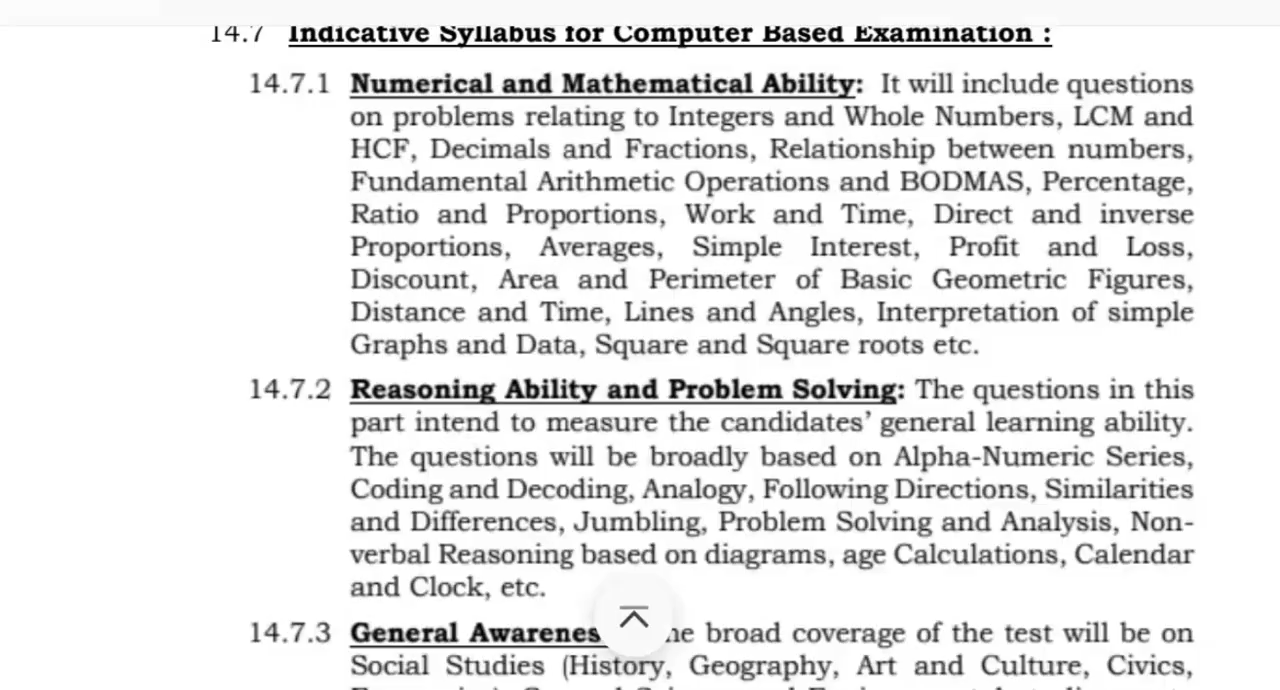 14.7 Indicative Syllabus for Computer Based Examination :
14.7.1 Numerical and Mathematical Ability: It will include questions
on problems relating to Integers and Whole Numbers, LCM and
HCF, Decimals and Fractions, Relationship between numbers,
Fundamental Arithmetic Operations and BODMAS, Percentage,
Ratio and Proportions, Work and Time, Direct and inverse
Proportions, Averages, Simple Interest, Profit and Loss,
Discount, Area and Perimeter of Basic Geometric Figures,
Distance and Time, Lines and Angles, Interpretation of simple
Graphs and Data, Square and Square roots etc.
14.7.2 Reasoning Ability and Problem Solving: The questions in this
part intend to measure the candidates’ general learning ability.
The questions will be broadly based on Alpha-Numeric Series,
Coding and Decoding, Analogy, Following Directions, Similarities
and Differences, Jumbling, Problem Solving and Analysis, Non-
verbal Reasoning based on diagrams, age Calculations, Calendar
and Clock, etc.
14.7.3 General broad coverage of the test will be on
Social Studies (History, Geography, Art and Culture, Civics,